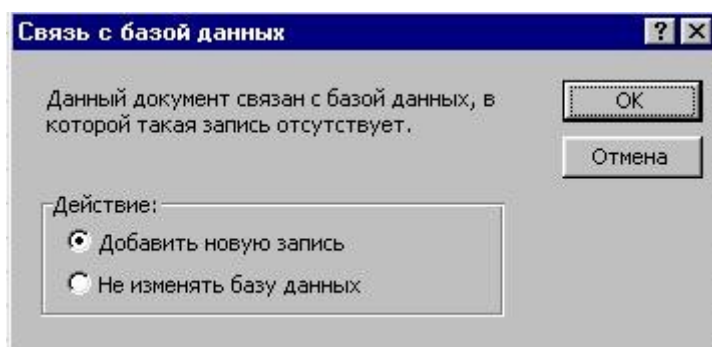 Связь с базой данных
Данный документ связан с базой данных, в
которой такая запись отсутствует.
OK
Отмена
Действие:
Добавить новую запись
Не изменять базу данных